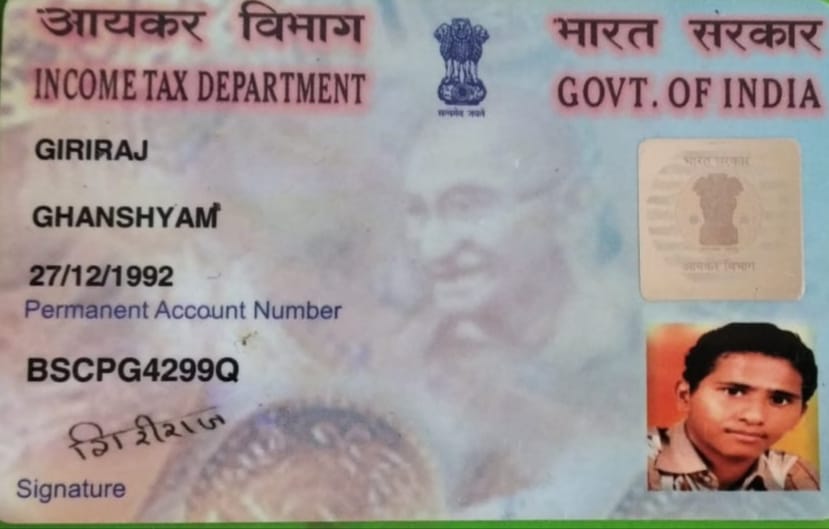 आयकर विभाग
INCOME TAX DEPARTMENT
सत्यमेव जयते
भारत सरकार
GOVT. OF INDIA
GIRIRAJ
GHANSHYAM
27/12/1992
Permanent Account Number
BSCPG4299Q
गिरीराज
Signature
भारत सरकार
आयकर विभाग